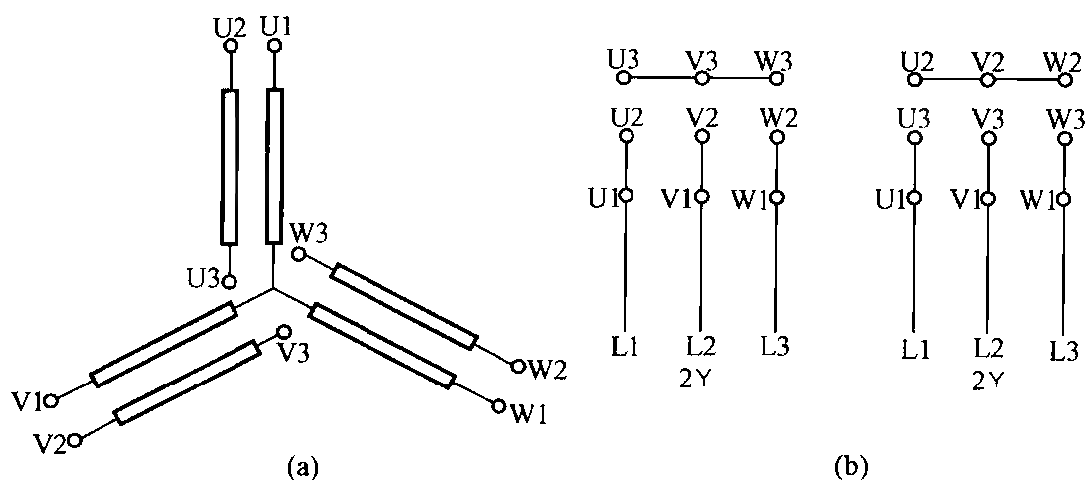 U2 U1
W3
U3
V3
W2
V1
W1
V2
(a)
U3 V3 W3
U2 V2 W2
U1 V1 W1
L1 L2 L3
2Y
U2 V2 W2
U3 V3 W3
U1 V1 W1
L1 L2 L3
2Y
(b)